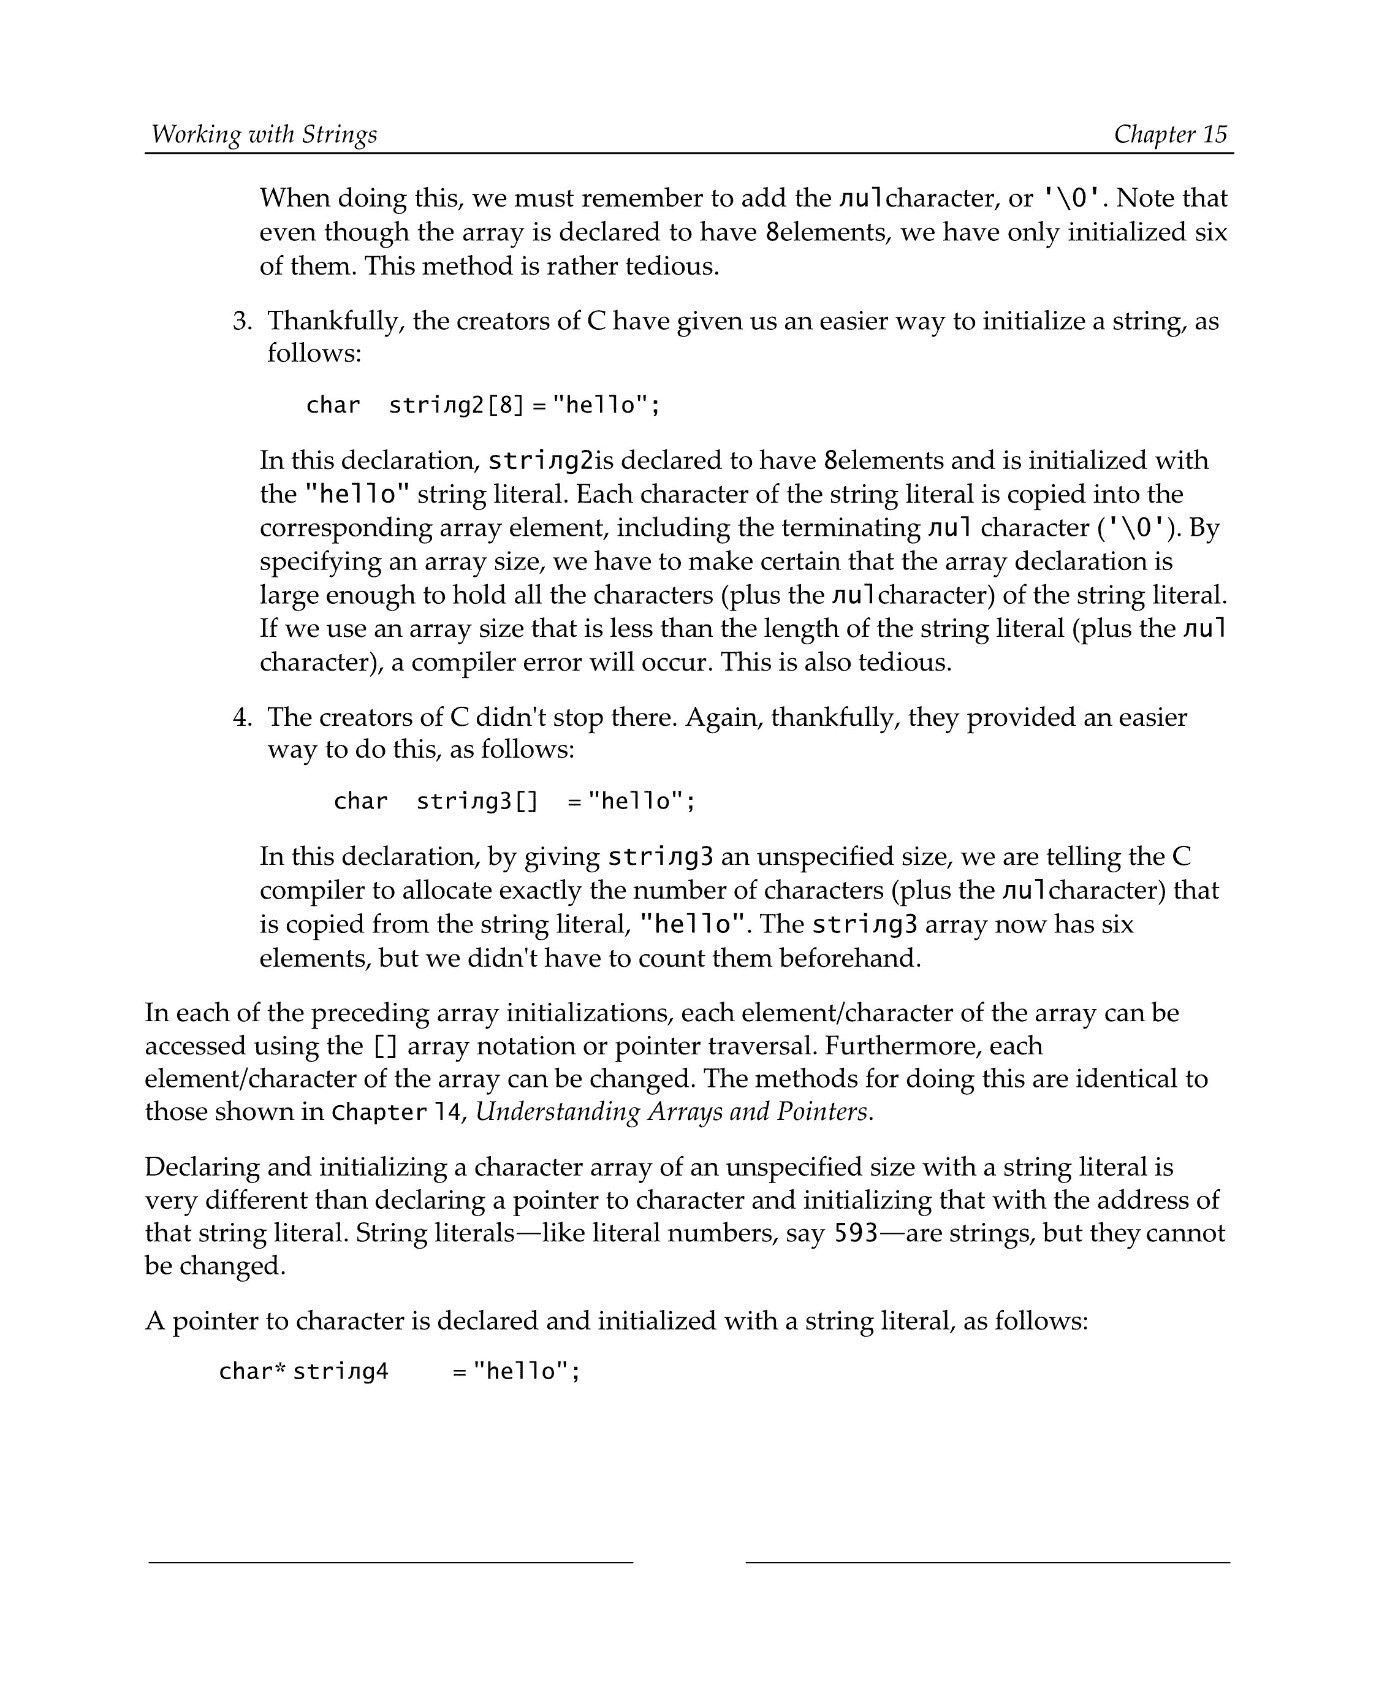 Working with Strings Chapter 15
When doing this, we must remember to add the лulcharacter, or '\0'. Note that
even though the array is declared to have 8elements, we have only initialized six
of them. This method is rather tedious.
3. Thankfully, the creators of C have given us an easier way to initialize a string, as
follows:
char striлg2[8] = "hello";
In this declaration, striлg2is declared to have 8elements and is initialized with
the "hello" string literal. Each character of the string literal is copied into the
corresponding array element, including the terminating лul character ('\0'). By
specifying an array size, we have to make certain that the array declaration is
large enough to hold all the characters (plus the лulcharacter) of the string literal.
If we use an array size that is less than the length of the string literal (plus the лul
character), a compiler error will occur. This is also tedious.
4. The creators of C didn't stop there. Again, thankfully, they provided an easier
way to do this, as follows:
char striлg3[] = "hello";
In this declaration, by giving striлg3 an unspecified size, we are telling the C
compiler to allocate exactly the number of characters (plus the лulcharacter) that
is copied from the string literal, "hello". The striлg3 array now has six
elements, but we didn't have to count them beforehand.
In each of the preceding array initializations, each element/character of the array can be
accessed using the [] array notation or pointer traversal. Furthermore, each
element/character of the array can be changed. The methods for doing this are identical to
those shown in Chapter 14, Understanding Arrays and Pointers.
Declaring and initializing a character array of an unspecified size with a string literal is
very different than declaring a pointer to character and initializing that with the address of
that string literal. String literals—like literal numbers, say 593—are strings, but they cannot
be changed.
A pointer to character is declared and initialized with a string literal, as follows:
char* striлg4 = "hello";